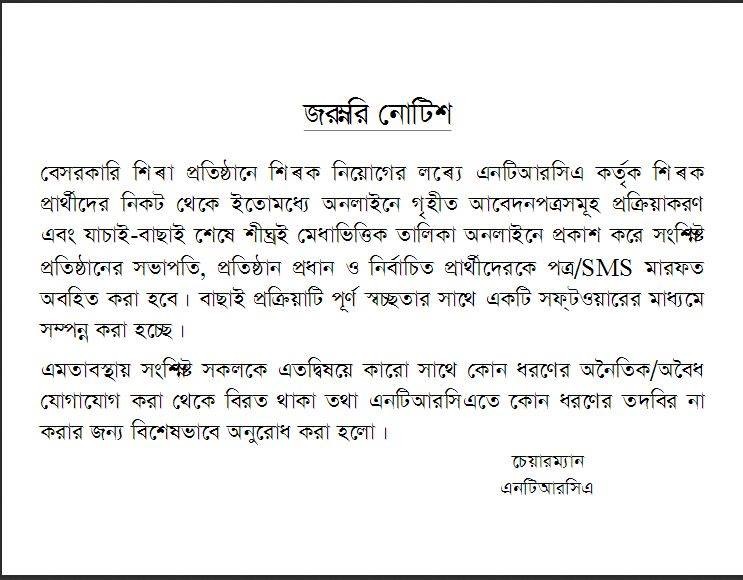 জরুরি নোটিশ
বেসরকারি শিৰা প্রতিষ্ঠানে শিৰক নিয়োগের লৰ্যে এনটিআরসিএ কর্তৃক শিৰক
প্রার্থীদের নিকট থেকে ইতোমধ্যে অনলাইনে গৃহীত আবেদনপত্রসমূহ প্রক্রিয়াকরণ
এবং যাচাই-বাছাই শেষে শীঘ্রই মেধাভিত্তিক তালিকা অনলাইনে প্রকাশ করে সংশ্লিষ্ট
প্রতিষ্ঠানের সভাপতি, প্রতিষ্ঠান প্রধান ও নির্বাচিত প্রার্থীদেরকে পত্র/SMS মারফত
অবহিত করা হবে। বাছাই প্রক্রিয়াটি পূর্ণ স্বচ্ছতার সাথে একটি সফ্টওয়ারের মাধ্যমে
সম্পন্ন করা হচ্ছে।
এমতাবস্থায় সংশ্লিষ্ট সকলকে এতদ্বিষয়ে কারো সাথে কোন ধরণের অনৈতিক/অবৈধ
যোগাযোগ করা থেকে বিরত থাকা তথা এনটিআরসিএতে কোন ধরণের তদবির না
করার জন্য বিশেষভাবে অনুরোধ করা হলো।
চেয়ারম্যান
এনটিআরসিএ